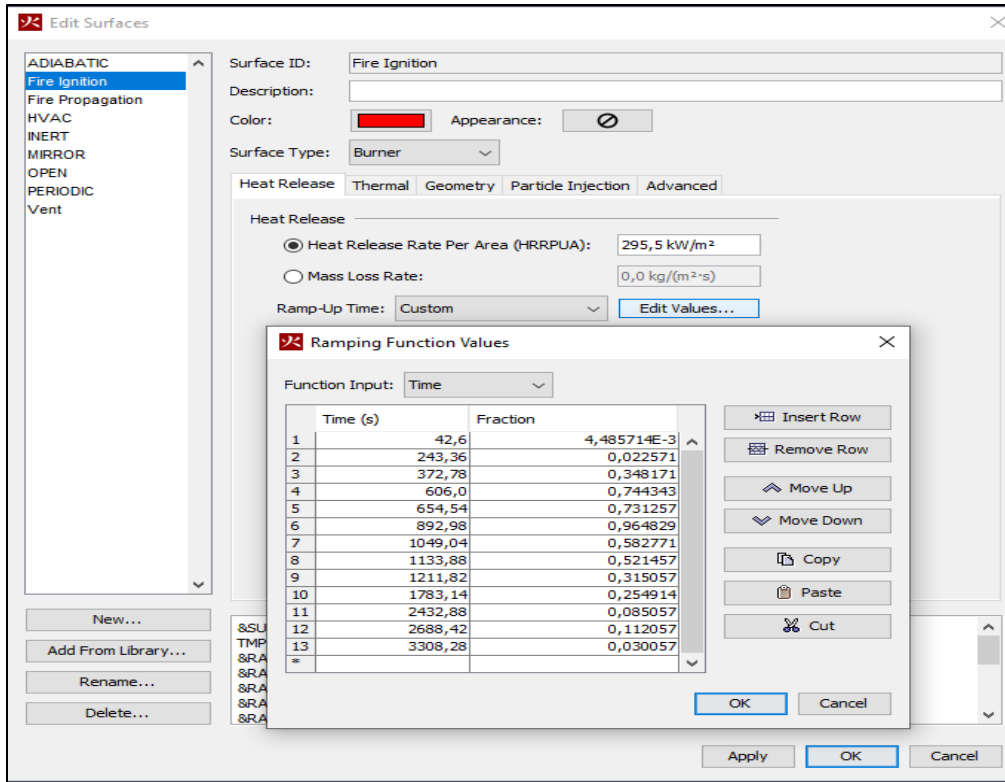 Edit Surfaces
ADIABATIC
Fire Ignition
Fire Propagation
HVAC
INERT
MIRROR
OPEN
PERIODIC
Vent
New...
Add From Library...
Rename...
Delete...
Surface ID: Fire Ignition
Description:
Color: Appearance:
Surface Type: Burner
Heat Release Thermal Geometry Particle Injection Advanced
Heat Release
Heat Release Rate Per Area (HRRPUA): 295,5 kW/m²
Mass Loss Rate: 0,0 kg/(m²·s)
Ramp-Up Time: Custom Edit Values...
Ramping Function Values
Function Input: Time
Time (s) Fraction
1 42,6 4,485714E-3
2 243,36 0,022571
3 372,78 0,348171
4 606,0 0,744343
5 654,54 0,731257
6 892,98 0,964829
7 1049,04 0,582771
8 1133,88 0,521457
9 1211,82 0,315057
10 1783,14 0,254914
11 2432,88 0,085057
12 2688,42 0,112057
13 3308,28 0,030057
*
Insert Row
Remove Row
Move Up
Move Down
Copy
Paste
Cut
OK Cancel
&SU
TMP
&RA
&RA
&RA
&RA
&RA
Apply OK Cancel